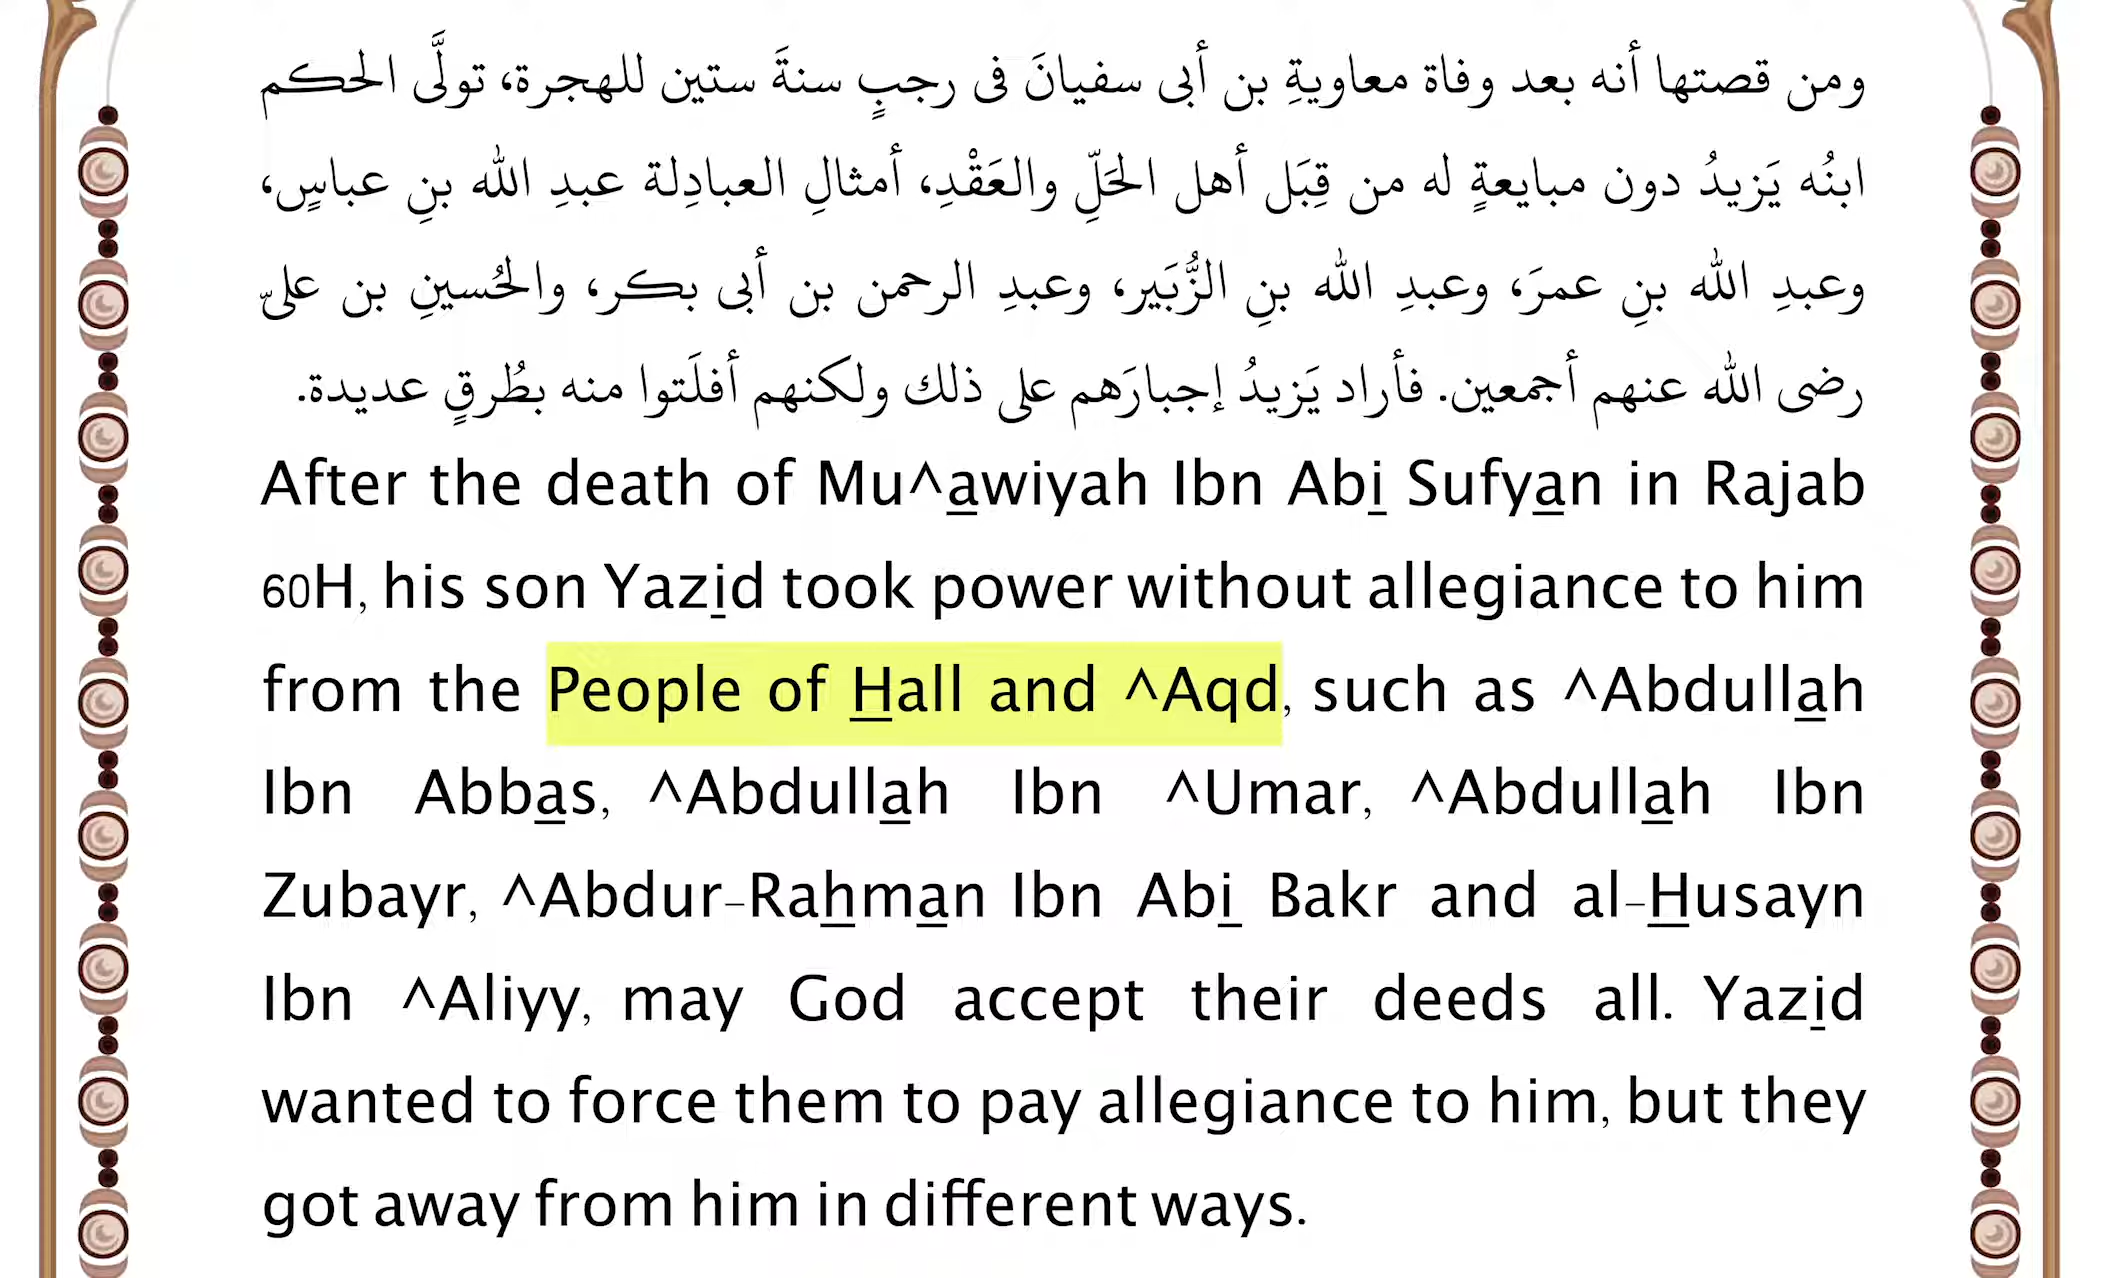 ومن قصتها أنه بعد وفاة معاويةِ بن أبى سفيانَ فى رجبٍ سنةَ ستين للهجرة، تولَّى الحكم
ابنُه يَزيدُ دون مبايعةٍ له من قِبَل أهل الحَلِّ والعَقْدِ، أمثالِ العبادِلة عبدِ الله بنِ عباسٍ،
وعبدِ الله بنِ عمرَ، وعبدِ الله بنِ الزُّبَير، وعبدِ الرحمن بن أبى بكر، والحُسينِ بن علىّ
رضى الله عنهم أجمعين. فأراد يَزيدُ إجبارَهم على ذلك ولكنهم أفلَتوا منه بطُرقٍ عديدة.
After the death of Mu^awiyah Ibn Abi Sufyan in Rajab
60H, his son Yazid took power without allegiance to him
from the People of Hall and ^Aqd, such as ^Abdullah
Ibn Abbas, ^Abdullah Ibn ^Umar, ^Abdullah Ibn
Zubayr, ^Abdur-Rahman Ibn Abi Bakr and al-Husayn
Ibn ^Aliyy, may God accept their deeds all. Yazid
wanted to force them to pay allegiance to him, but they
got away from him in different ways.